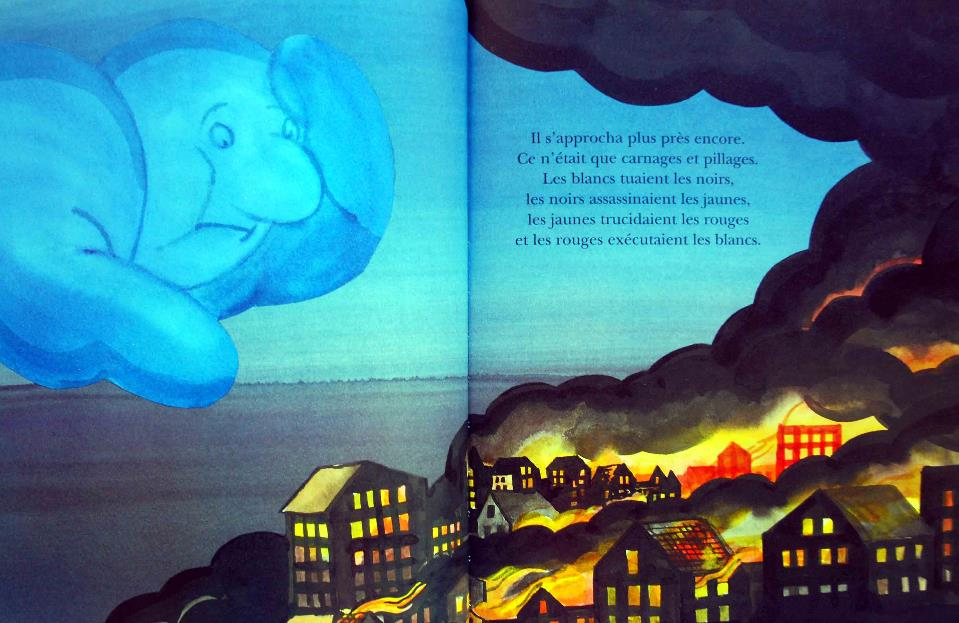 Il s'approcha plus près encore.
Ce n'était que carnages et pillages.
Les blancs tuaient les noirs,
les noirs assassinaient les jaunes,
les jaunes trucidaient les rouges
et les rouges exécutaient les blancs.